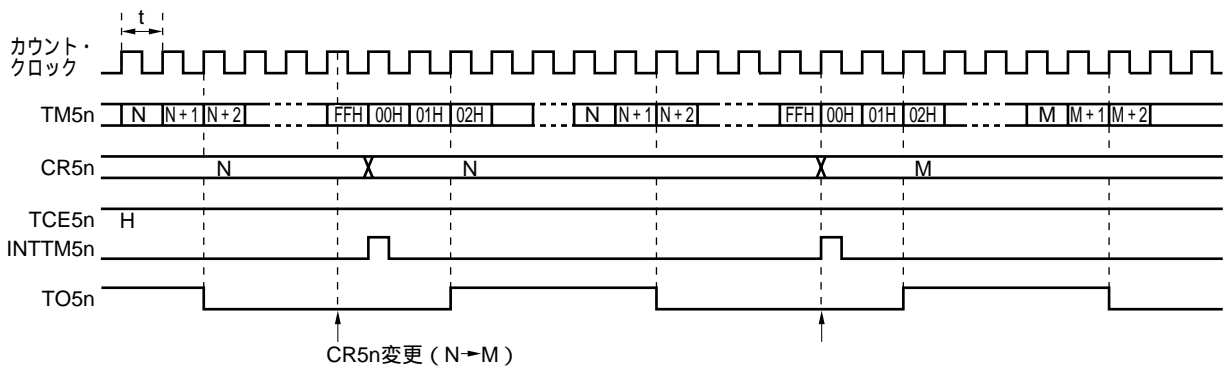 t
カウント・
クロック
TM5n N N+1 N+2 FFH 00H 01H 02H N N+1 N+2 FFH 00H 01H 02H M M+1 M+2
CR5n N N M
TCE5n H
INTTM5n
TO5n
CR5n変更（N→M）